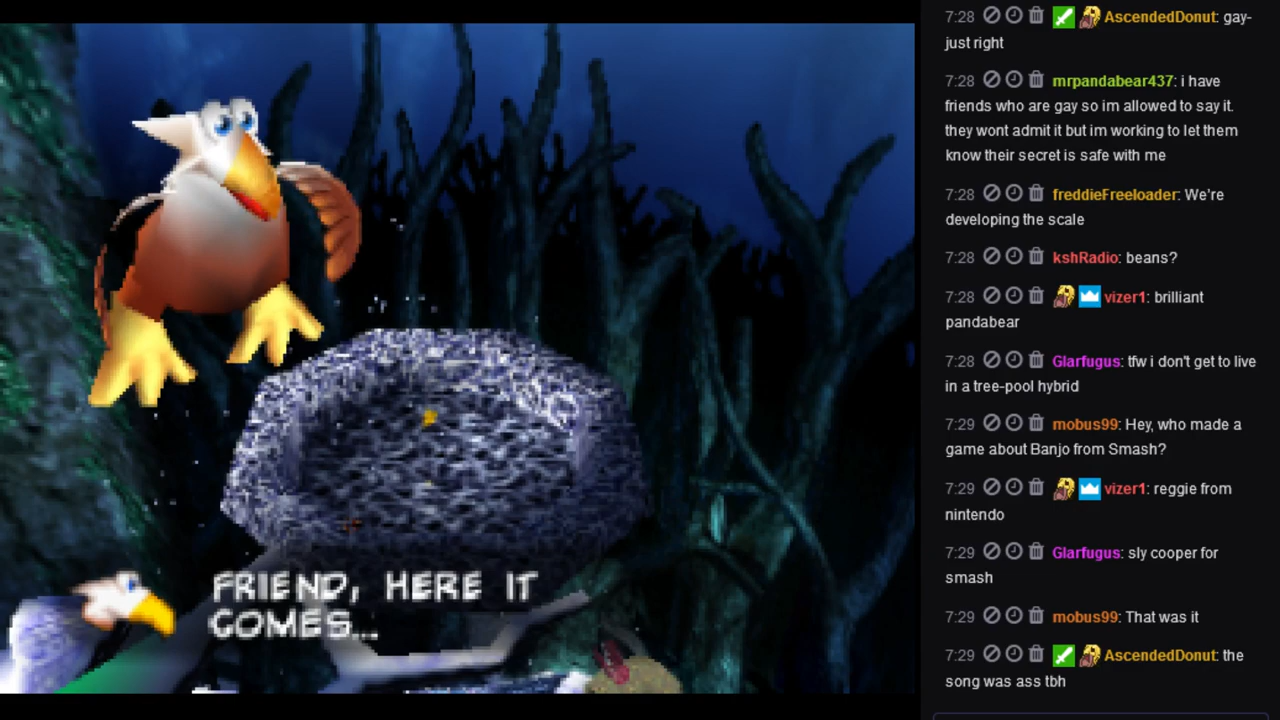 FRIEND, HERE IT
COMES...
7:28 AscendedDonut: gay-
just right
7:28 mrpandabear437: i have
friends who are gay so im allowed to say it.
they wont admit it but im working to let them
know their secret is safe with me
7:28 freddieFreeloader: We're
developing the scale
7:28 kshRadio: beans?
7:28 vizer1: brilliant
pandabear
7:28 Glarfugus: tfw i don't get to live
in a tree-pool hybrid
7:29 mobus99: Hey, who made a
game about Banjo from Smash?
7:29 vizer1: reggie from
nintendo
7:29 Glarfugus: sly cooper for
smash
7:29 mobus99: That was it
7:29 AscendedDonut: the
song was ass tbh